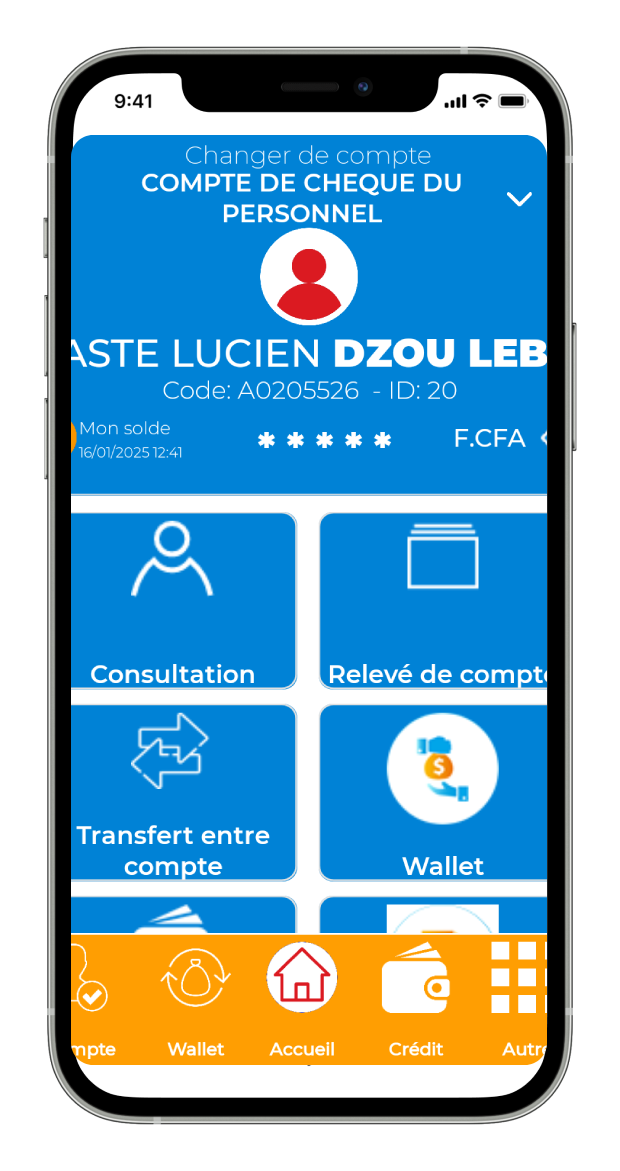 9:41
Changer de compte
COMPTE DE CHEQUE DU
PERSONNEL
ASTE LUCIEN DZOU LEB
Code: A0205526 - ID: 20
Mon solde
16/01/2025 12:41
* * * * *
F.CFA
Consultation
Relevé de compte
Transfert entre
compte
Wallet
mpte
Wallet
Accueil
Crédit
Autre